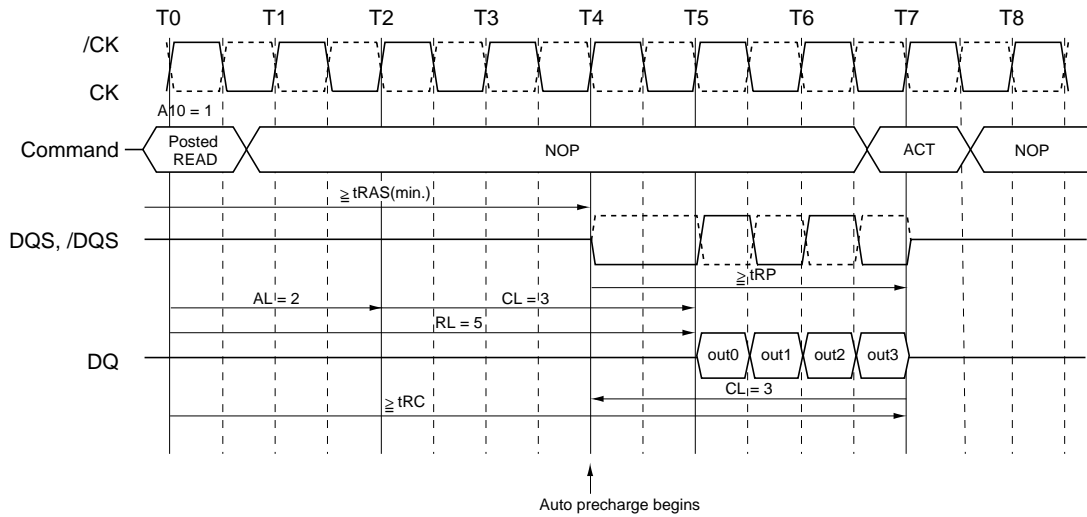 T0 T1 T2 T3 T4 T5 T6 T7 T8
/CK
CK
A10 = 1
Command
Posted
READ
NOP
ACT
NOP
≧ tRAS(min.)
DQS, /DQS
≧ tRP
AL = 2
CL = 3
RL = 5
DQ
out0 out1 out2 out3
CL = 3
≧ tRC
Auto precharge begins